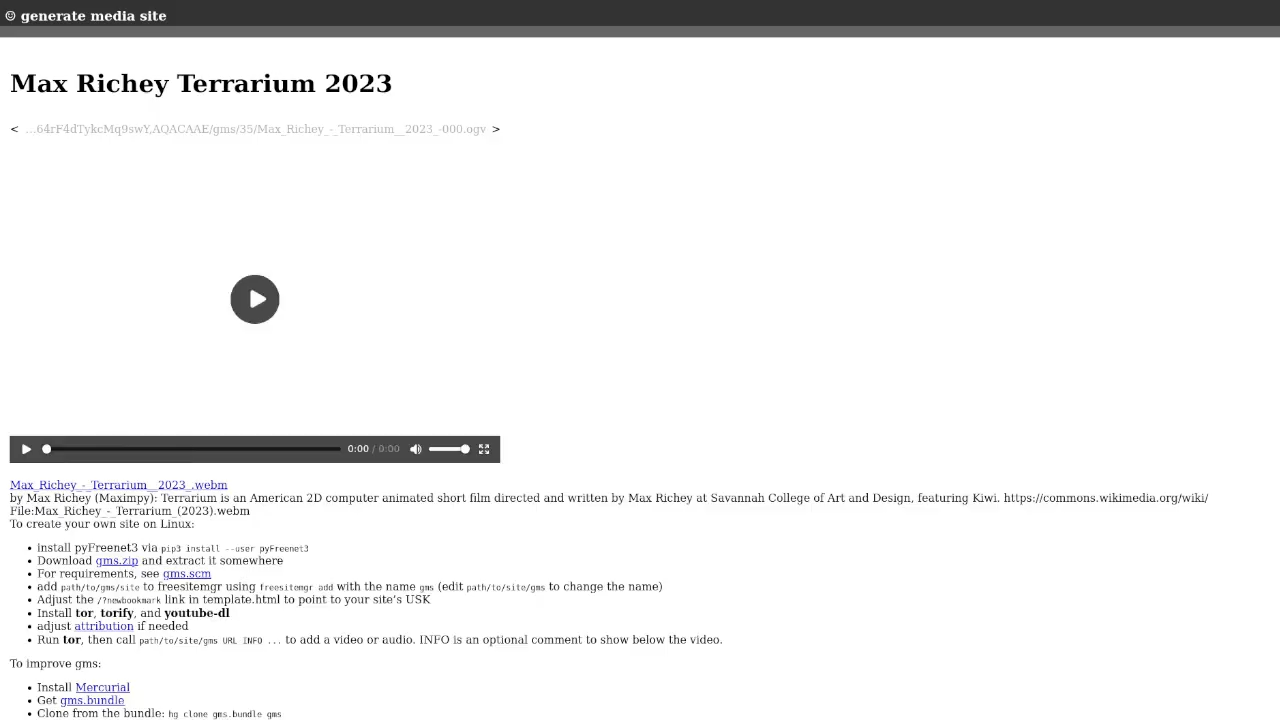 ☺ generate media site
Max Richey Terrarium 2023
< ...64rF4dTykcMq9swY,AQACAAE/gms/35/Max_Richey_-_Terrarium__2023_-000.ogv >
0:00 / 0:00
Max_Richey_-_Terrarium__2023_.webm
by Max Richey (Maximpy): Terrarium is an American 2D computer animated short film directed and written by Max Richey at Savannah College of Art and Design, featuring Kiwi. https://commons.wikimedia.org/wiki/
File:Max_Richey_-_Terrarium_(2023).webm
To create your own site on Linux:
• install pyFreenet3 via pip3 install --user pyFreenet3
• Download gms.zip and extract it somewhere
• For requirements, see gms.scm
• add path/to/gms/site to freesitemgr using freesitemgr add with the name gms (edit path/to/site/gms to change the name)
• Adjust the /?newbookmark link in template.html to point to your site’s USK
• Install tor, torify, and youtube-dl
• adjust attribution if needed
• Run tor, then call path/to/site/gms URL INFO ... to add a video or audio. INFO is an optional comment to show below the video.
To improve gms:
• Install Mercurial
• Get gms.bundle
• Clone from the bundle: hg clone gms.bundle gms